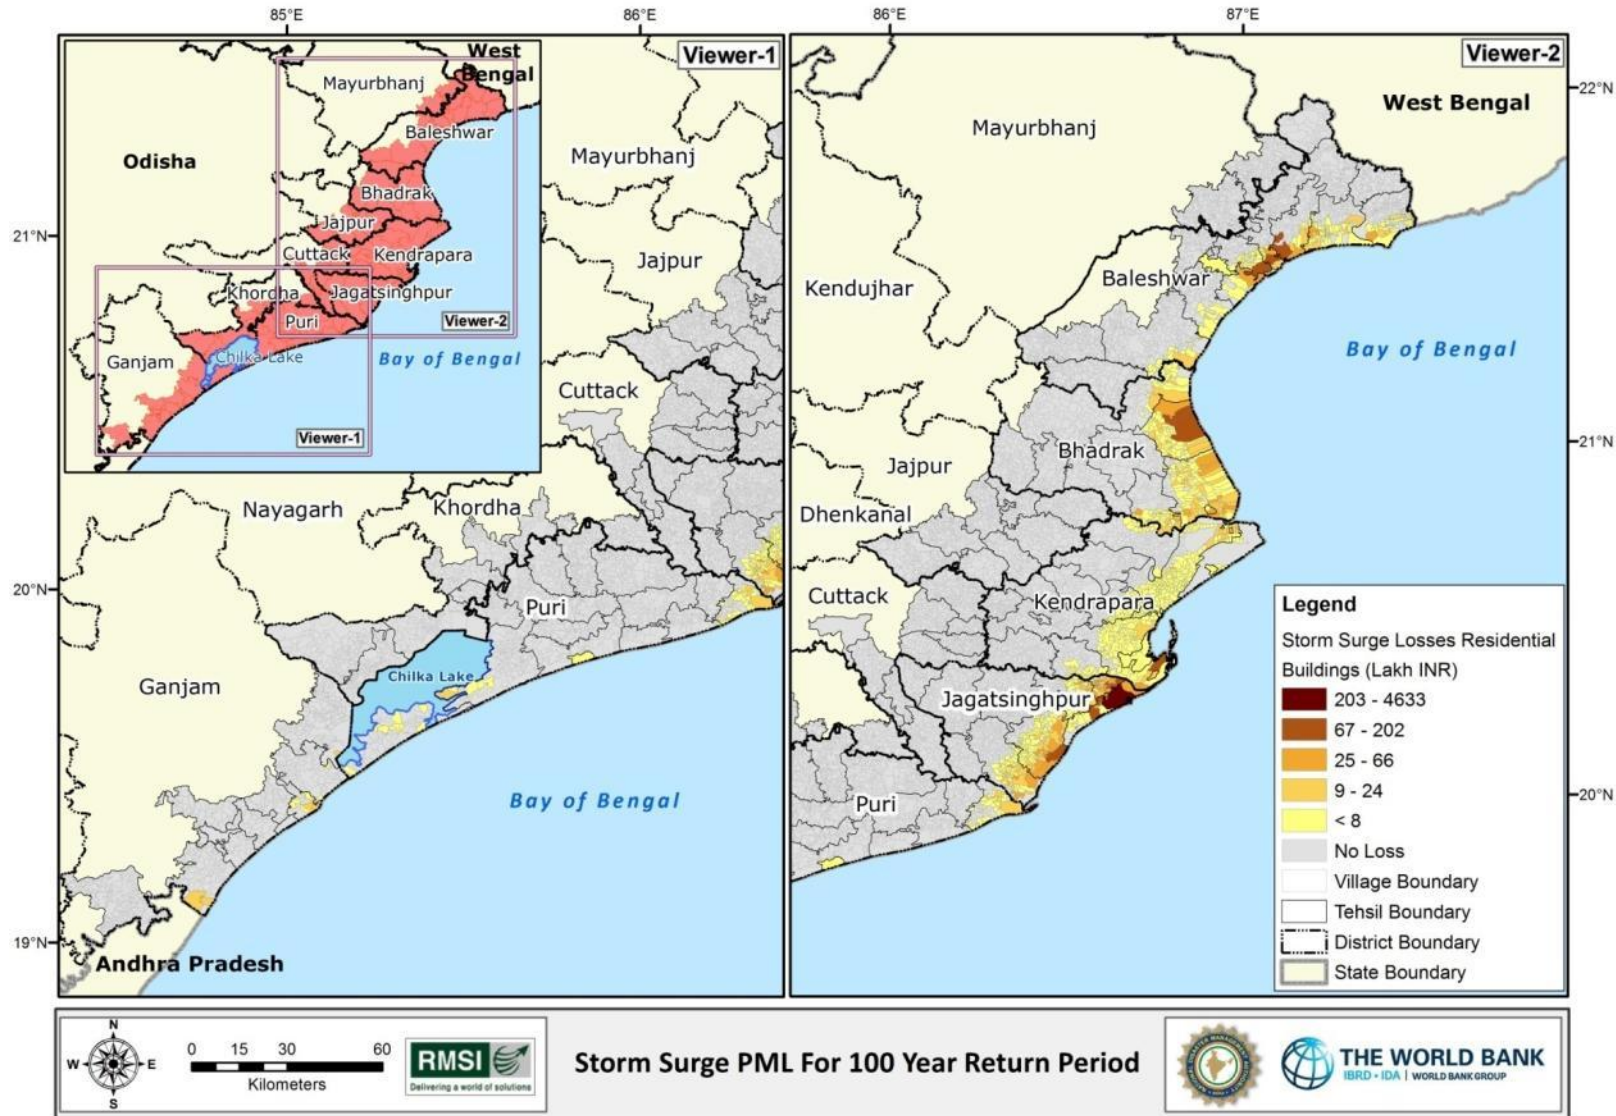 85°E
86°E
86°E
87°E
Viewer-1
West
Bengal
Mayurbhanj
Baleshwar
Odisha
Bhadrak
Jajpur
Cuttack
Kendrapara
Khordha
Jagatsinghpur
Puri
Viewer-2
Ganjam
Chilka Lake
Bay of Bengal
Viewer-1
Mayurbhanj
Jajpur
Cuttack
Nayagarh
Khordha
Puri
Chilka Lake
Ganjam
Bay of Bengal
Andhra Pradesh
21°N
20°N
19°N
Viewer-2
West Bengal
Mayurbhanj
Kendujhar
Baleshwar
Bay of Bengal
Bhadrak
Jajpur
Dhenkanal
Cuttack
Kendrapara
Jagatsinghpur
Puri
22°N
21°N
20°N
Legend
Storm Surge Losses Residential
Buildings (Lakh INR)
203 - 4633
67 - 202
25 - 66
9 - 24
< 8
No Loss
Village Boundary
Tehsil Boundary
District Boundary
State Boundary
N
W E
S
0 15 30 60
Kilometers
RMSI
Delivering a world of solutions
Storm Surge PML For 100 Year Return Period
THE WORLD BANK
IBRD • IDA | WORLD BANK GROUP